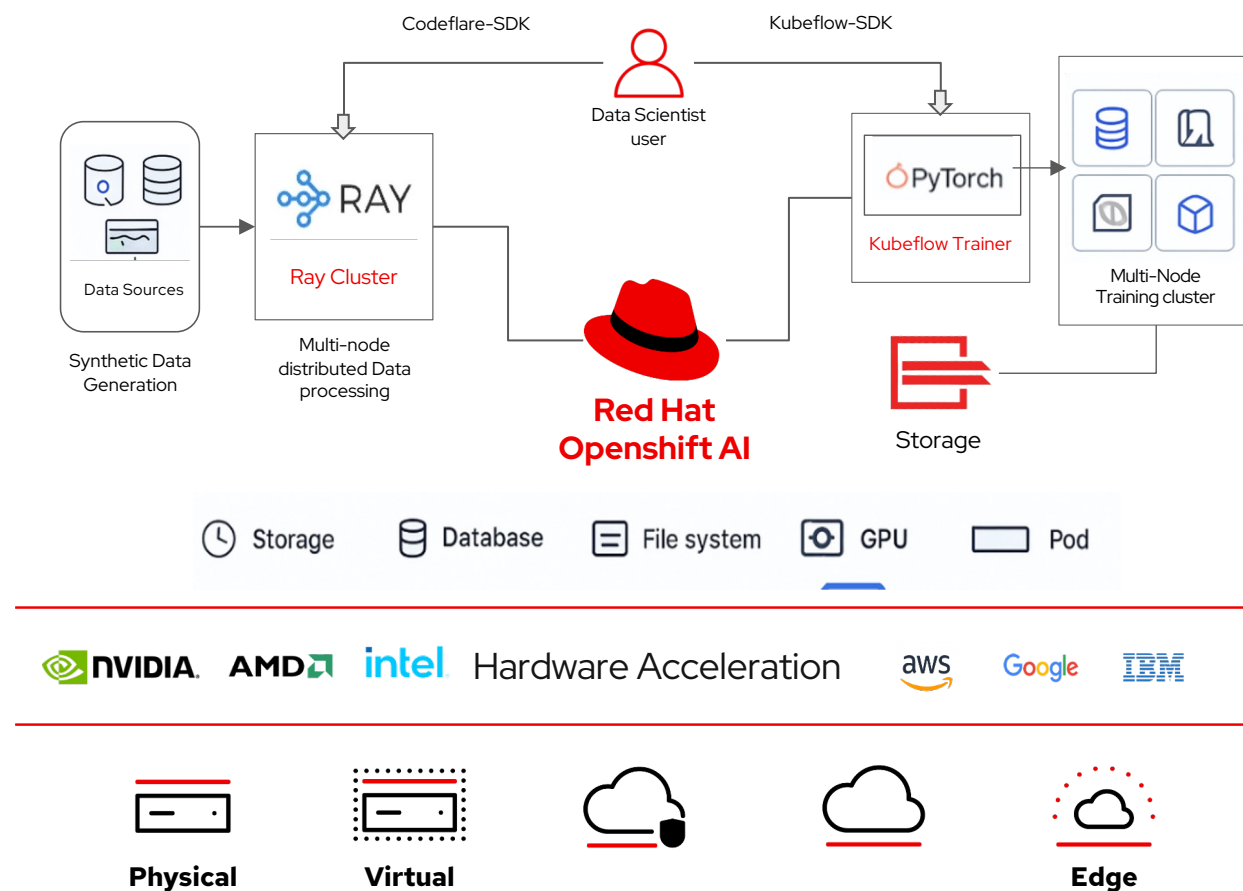 Codeflare-SDK
Kubeflow-SDK
Data Scientist
user
RAY
Ray Cluster
Data Sources
Synthetic Data
Generation
Multi-node
distributed Data
processing
PyTorch
Kubeflow Trainer
Multi-Node
Training cluster
Red Hat
Openshift AI
Storage
Storage
Database
File system
GPU
Pod
NVIDIA.
AMD
intel
Hardware Acceleration
aws
Google
IBM
Physical
Virtual
Edge